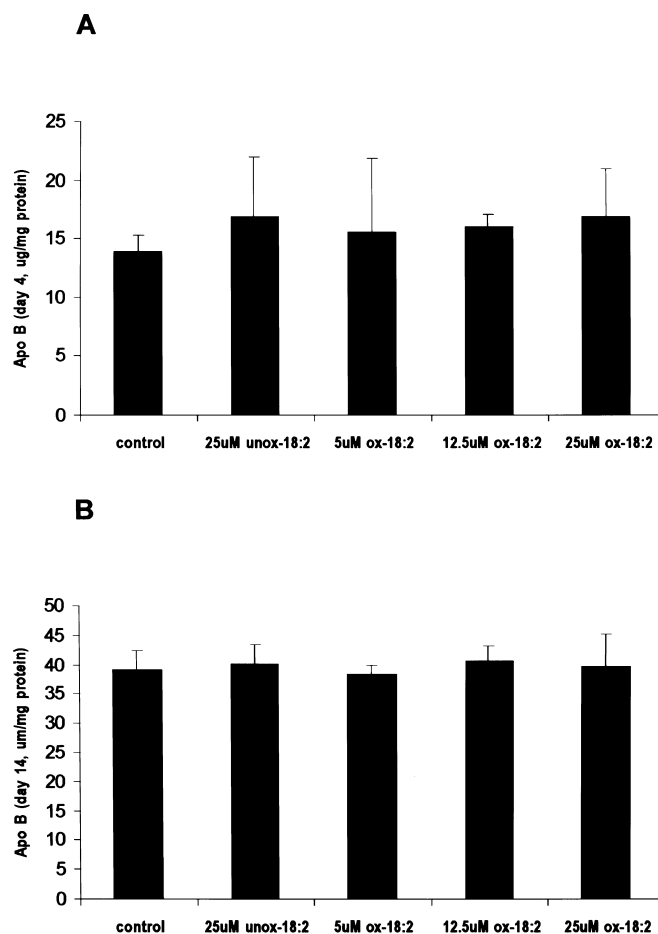 A
25
20
15
10
5
0
Apo B (day 4, ug/mg protein)
control 25uM unox-18:2 5uM ox-18:2 12.5uM ox-18:2 25uM ox-18:2
B
50
45
40
35
30
25
20
15
10
5
0
Apo B (day 14, um/mg protein)
control 25uM unox-18:2 5uM ox-18:2 12.5uM ox-18:2 25uM ox-18:2